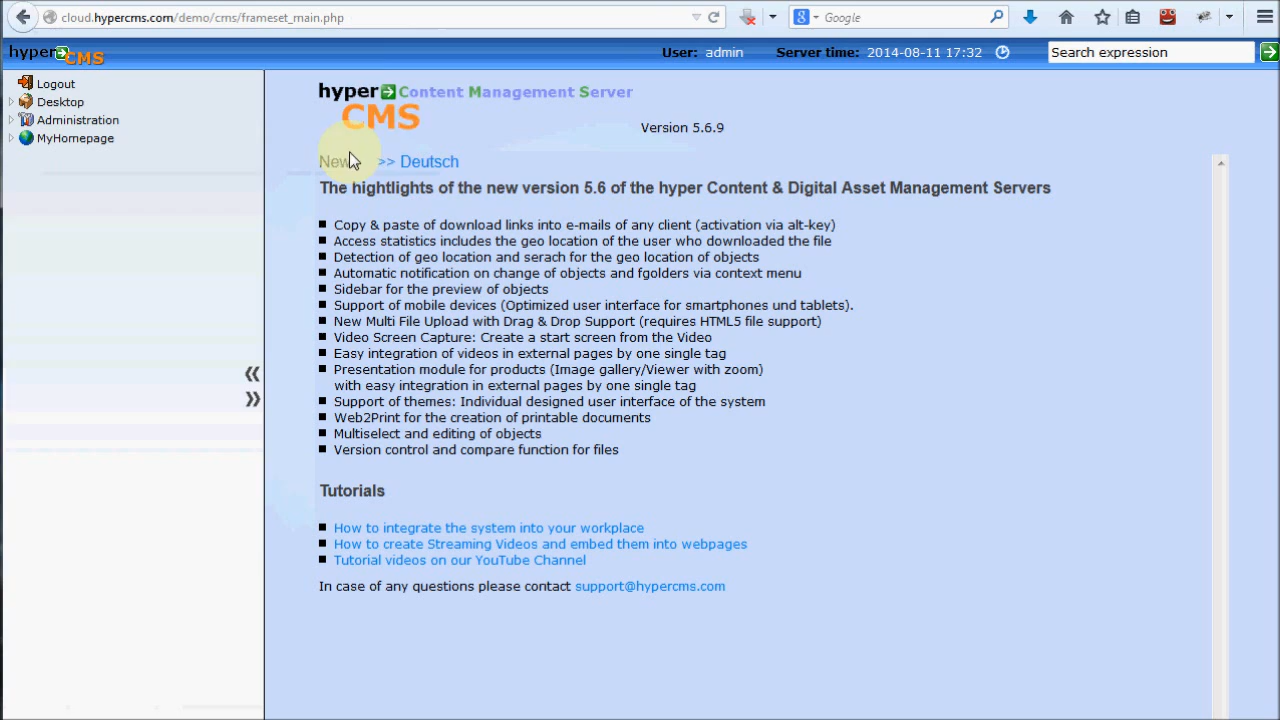 cloud.hypercms.com/demo/cms/frameset_main.php
Google
hyper CMS
User: admin Server time: 2014-08-11 17:32
Search expression
Logout
Desktop
Administration
MyHomepage
hyper Content Management Server
CMS
Version 5.6.9
New >> Deutsch
The hightlights of the new version 5.6 of the hyper Content & Digital Asset Management Servers
Copy & paste of download links into e-mails of any client (activation via alt-key)
Access statistics includes the geo location of the user who downloaded the file
Detection of geo location and serach for the geo location of objects
Automatic notification on change of objects and fgolders via context menu
Sidebar for the preview of objects
Support of mobile devices (Optimized user interface for smartphones und tablets).
New Multi File Upload with Drag & Drop Support (requires HTML5 file support)
Video Screen Capture: Create a start screen from the Video
Easy integration of videos in external pages by one single tag
Presentation module for products (Image gallery/Viewer with zoom)
with easy integration in external pages by one single tag
Support of themes: Individual designed user interface of the system
Web2Print for the creation of printable documents
Multiselect and editing of objects
Version control and compare function for files
Tutorials
How to integrate the system into your workplace
How to create Streaming Videos and embed them into webpages
Tutorial videos on our YouTube Channel
In case of any questions please contact support@hypercms.com